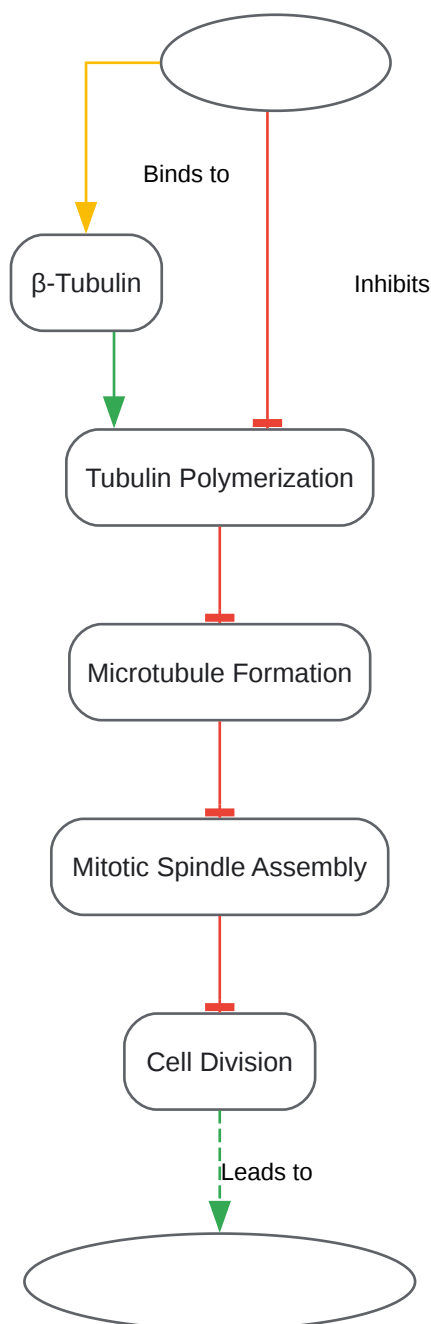 Binds to
β-Tubulin
Inhibits
Tubulin Polymerization
Microtubule Formation
Mitotic Spindle Assembly
Cell Division
Leads to